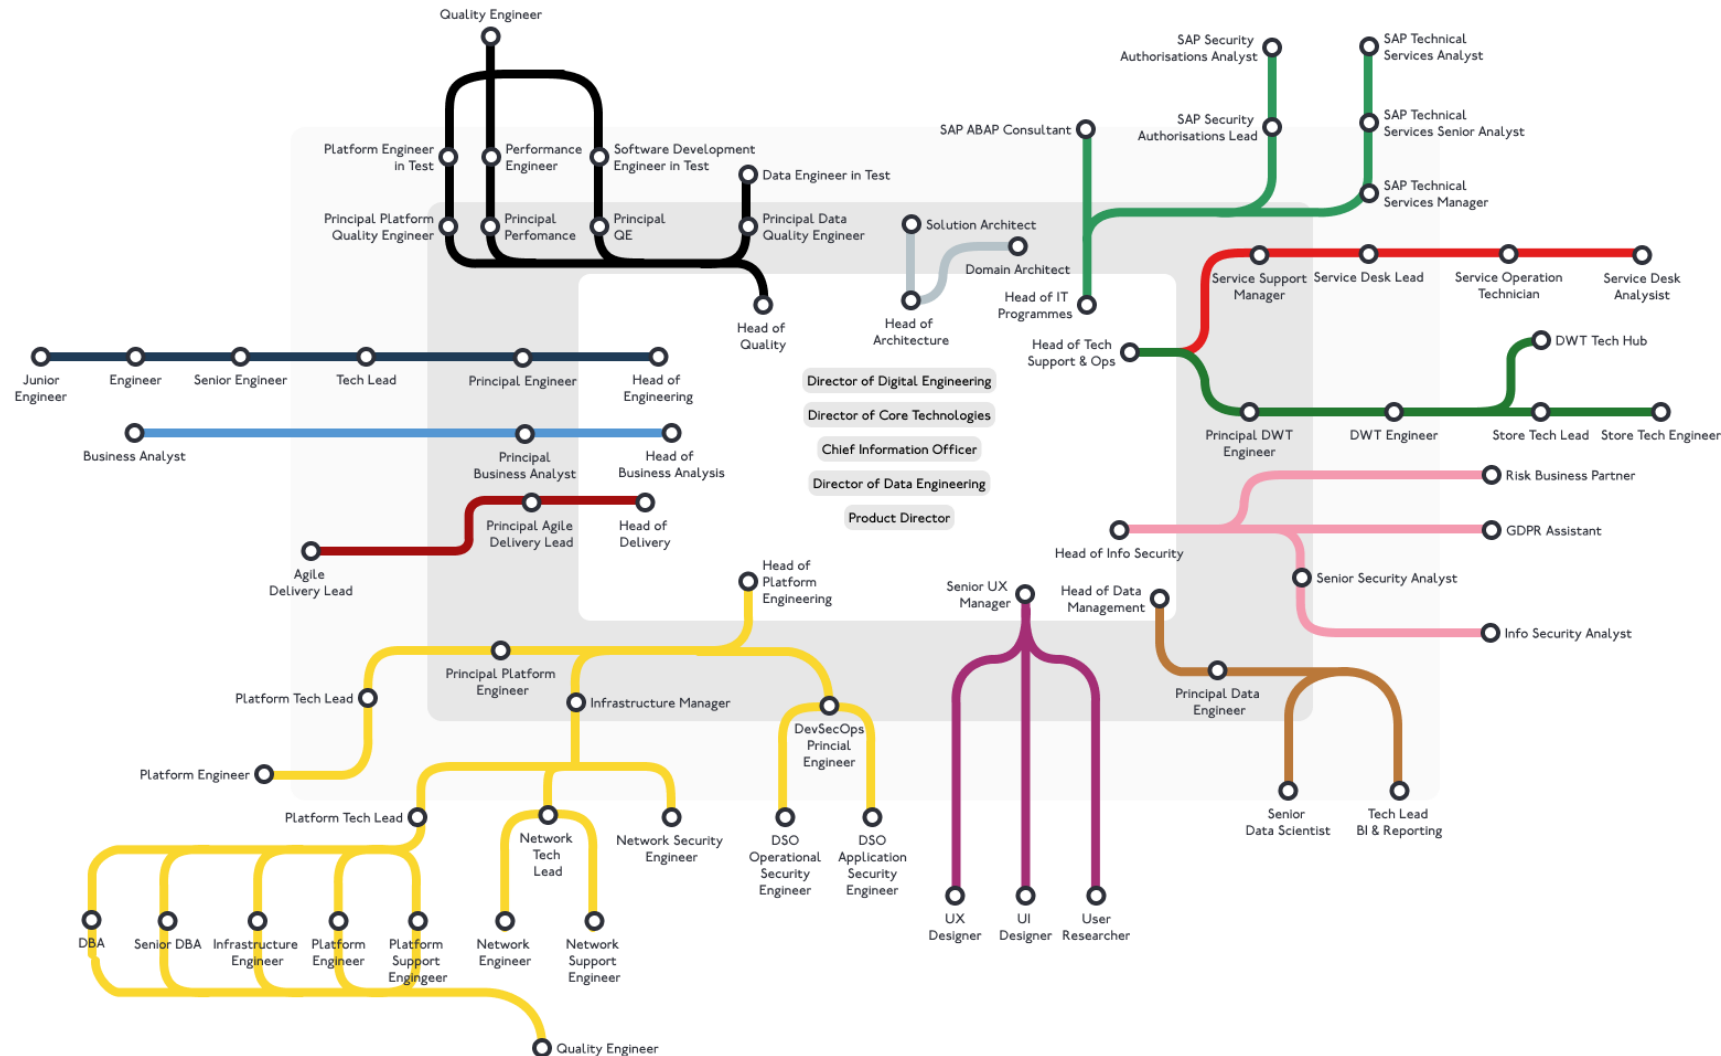 Quality Engineer
SAP Security
Authorisations Analyst
SAP Technical
Services Analyst
SAP ABAP Consultant
SAP Security
Authorisations Lead
SAP Technical
Services Senior Analyst
Platform Engineer
in Test
Performance
Engineer
Software Development
Engineer in Test
Data Engineer in Test
SAP Technical
Services Manager
Principal Platform
Quality Engineer
Principal
Perfomance
Principal
QE
Principal Data
Quality Engineer
Solution Architect
Domain Architect
Head of IT
Programmes
Service Support
Manager
Service Desk Lead
Service Operation
Technician
Service Desk
Analysist
Head of
Quality
Head of
Architecture
Head of Tech
Support & Ops
DWT Tech Hub
Junior
Engineer
Engineer
Senior Engineer
Tech Lead
Principal Engineer
Head of
Engineering
Director of Digital Engineering
Director of Core Technologies
Chief Information Officer
Director of Data Engineering
Product Director
Principal DWT
Engineer
DWT Engineer
Store Tech Lead
Store Tech Engineer
Business Analyst
Principal
Business Analyst
Head of
Business Analysis
Risk Business Partner
Principal Agile
Delivery Lead
Head of
Delivery
GDPR Assistant
Head of Info Security
Agile
Delivery Lead
Head of
Platform
Engineering
Senior UX
Manager
Head of Data
Management
Senior Security Analyst
Info Security Analyst
Principal Platform
Engineer
Platform Tech Lead
Infrastructure Manager
Principal Data
Engineer
DevSecOps
Princial
Engineer
Platform Engineer
Platform Tech Lead
Network
Tech
Lead
Network Security
Engineer
DSO
Operational
Security
Engineer
DSO
Application
Security
Engineer
Senior
Data Scientist
Tech Lead
BI & Reporting
DBA
Senior DBA
Infrastructure
Engineer
Platform
Engineer
Platform
Support
Engingeer
Network
Engineer
Network
Support
Engineer
UX
Designer
UI
Designer
User
Researcher
Quality Engineer